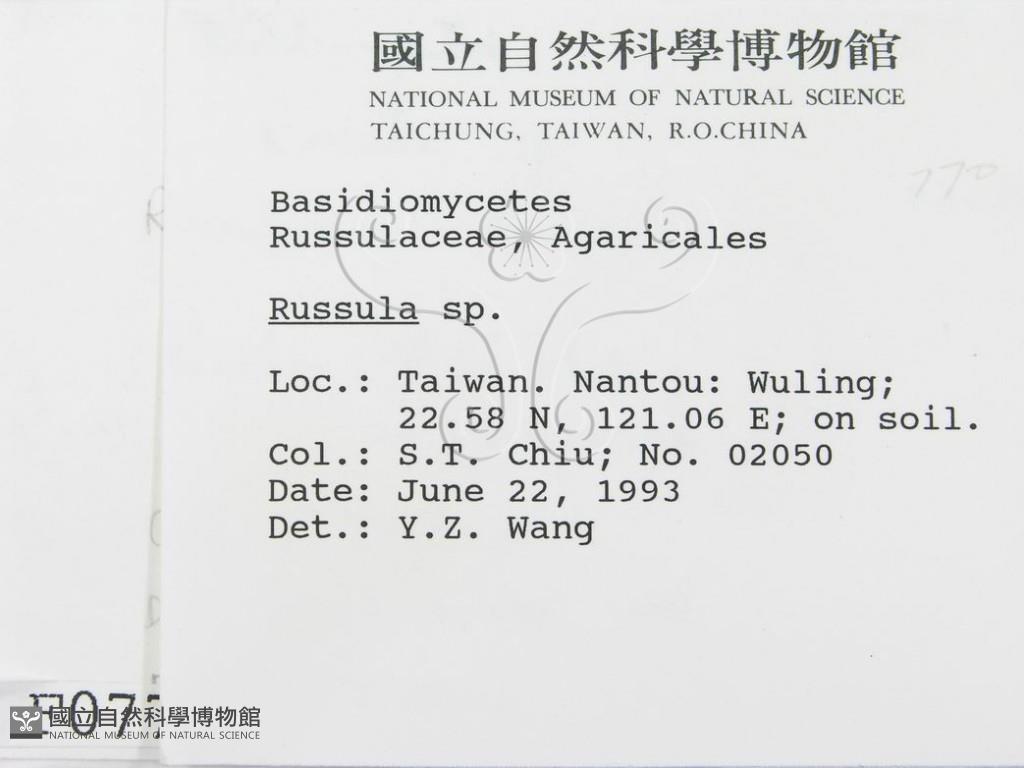 國立自然科學博物館
NATIONAL MUSEUM OF NATURAL SCIENCE
TAICHUNG, TAIWAN, R.O.CHINA
770
Basidiomycetes
Russulaceae, Agaricales
Russula sp.
Loc.: Taiwan. Nantou: Wuling;
22.58 N, 121.06 E; on soil.
Col.: S.T. Chiu; No. 02050
Date: June 22, 1993
Det.: Y.Z. Wang
國立自然科學博物館
NATIONAL MUSEUM OF NATURAL SCIENCE